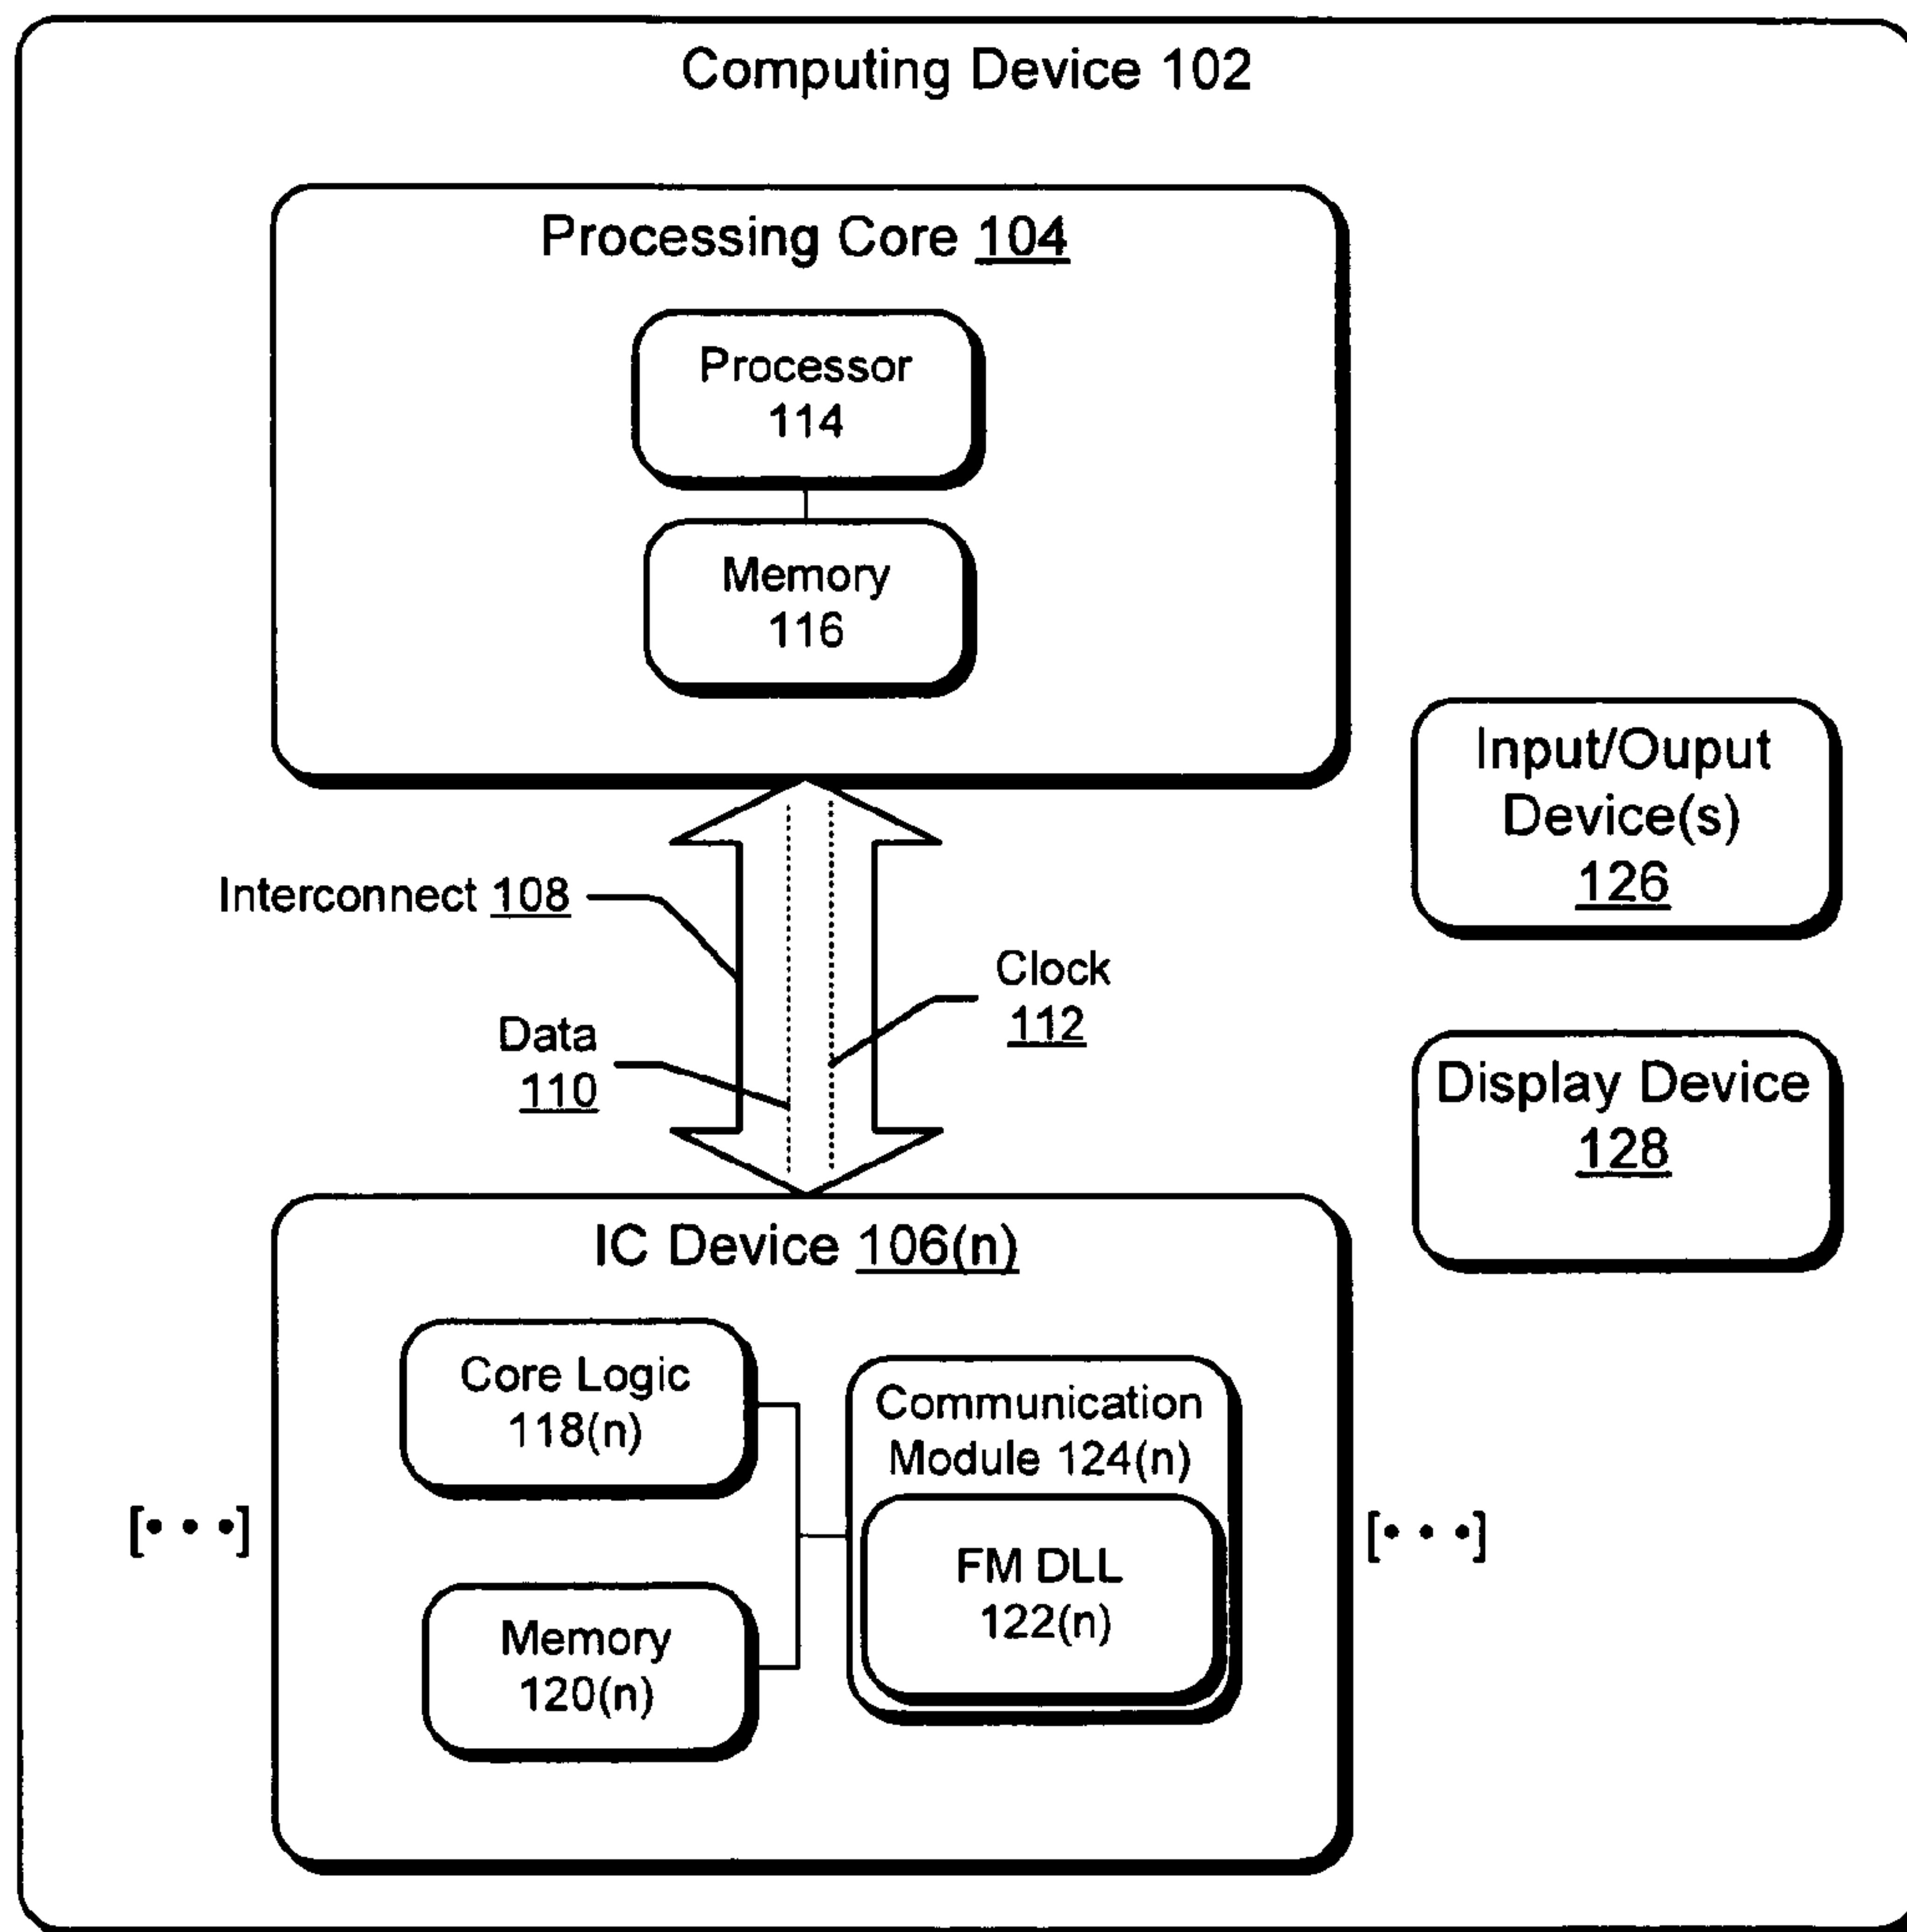 Computing Device 102
Processing Core 104
Processor
114
Memory
116
Input/Ouput
Device(s)
126
Interconnect 108
Clock
112
Data
110
Display Device
128
IC Device 106(n)
Core Logic
118(n)
Communication
Module 124(n)
[• • •]
[• • •]
FM DLL
122(n)
Memory
120(n)